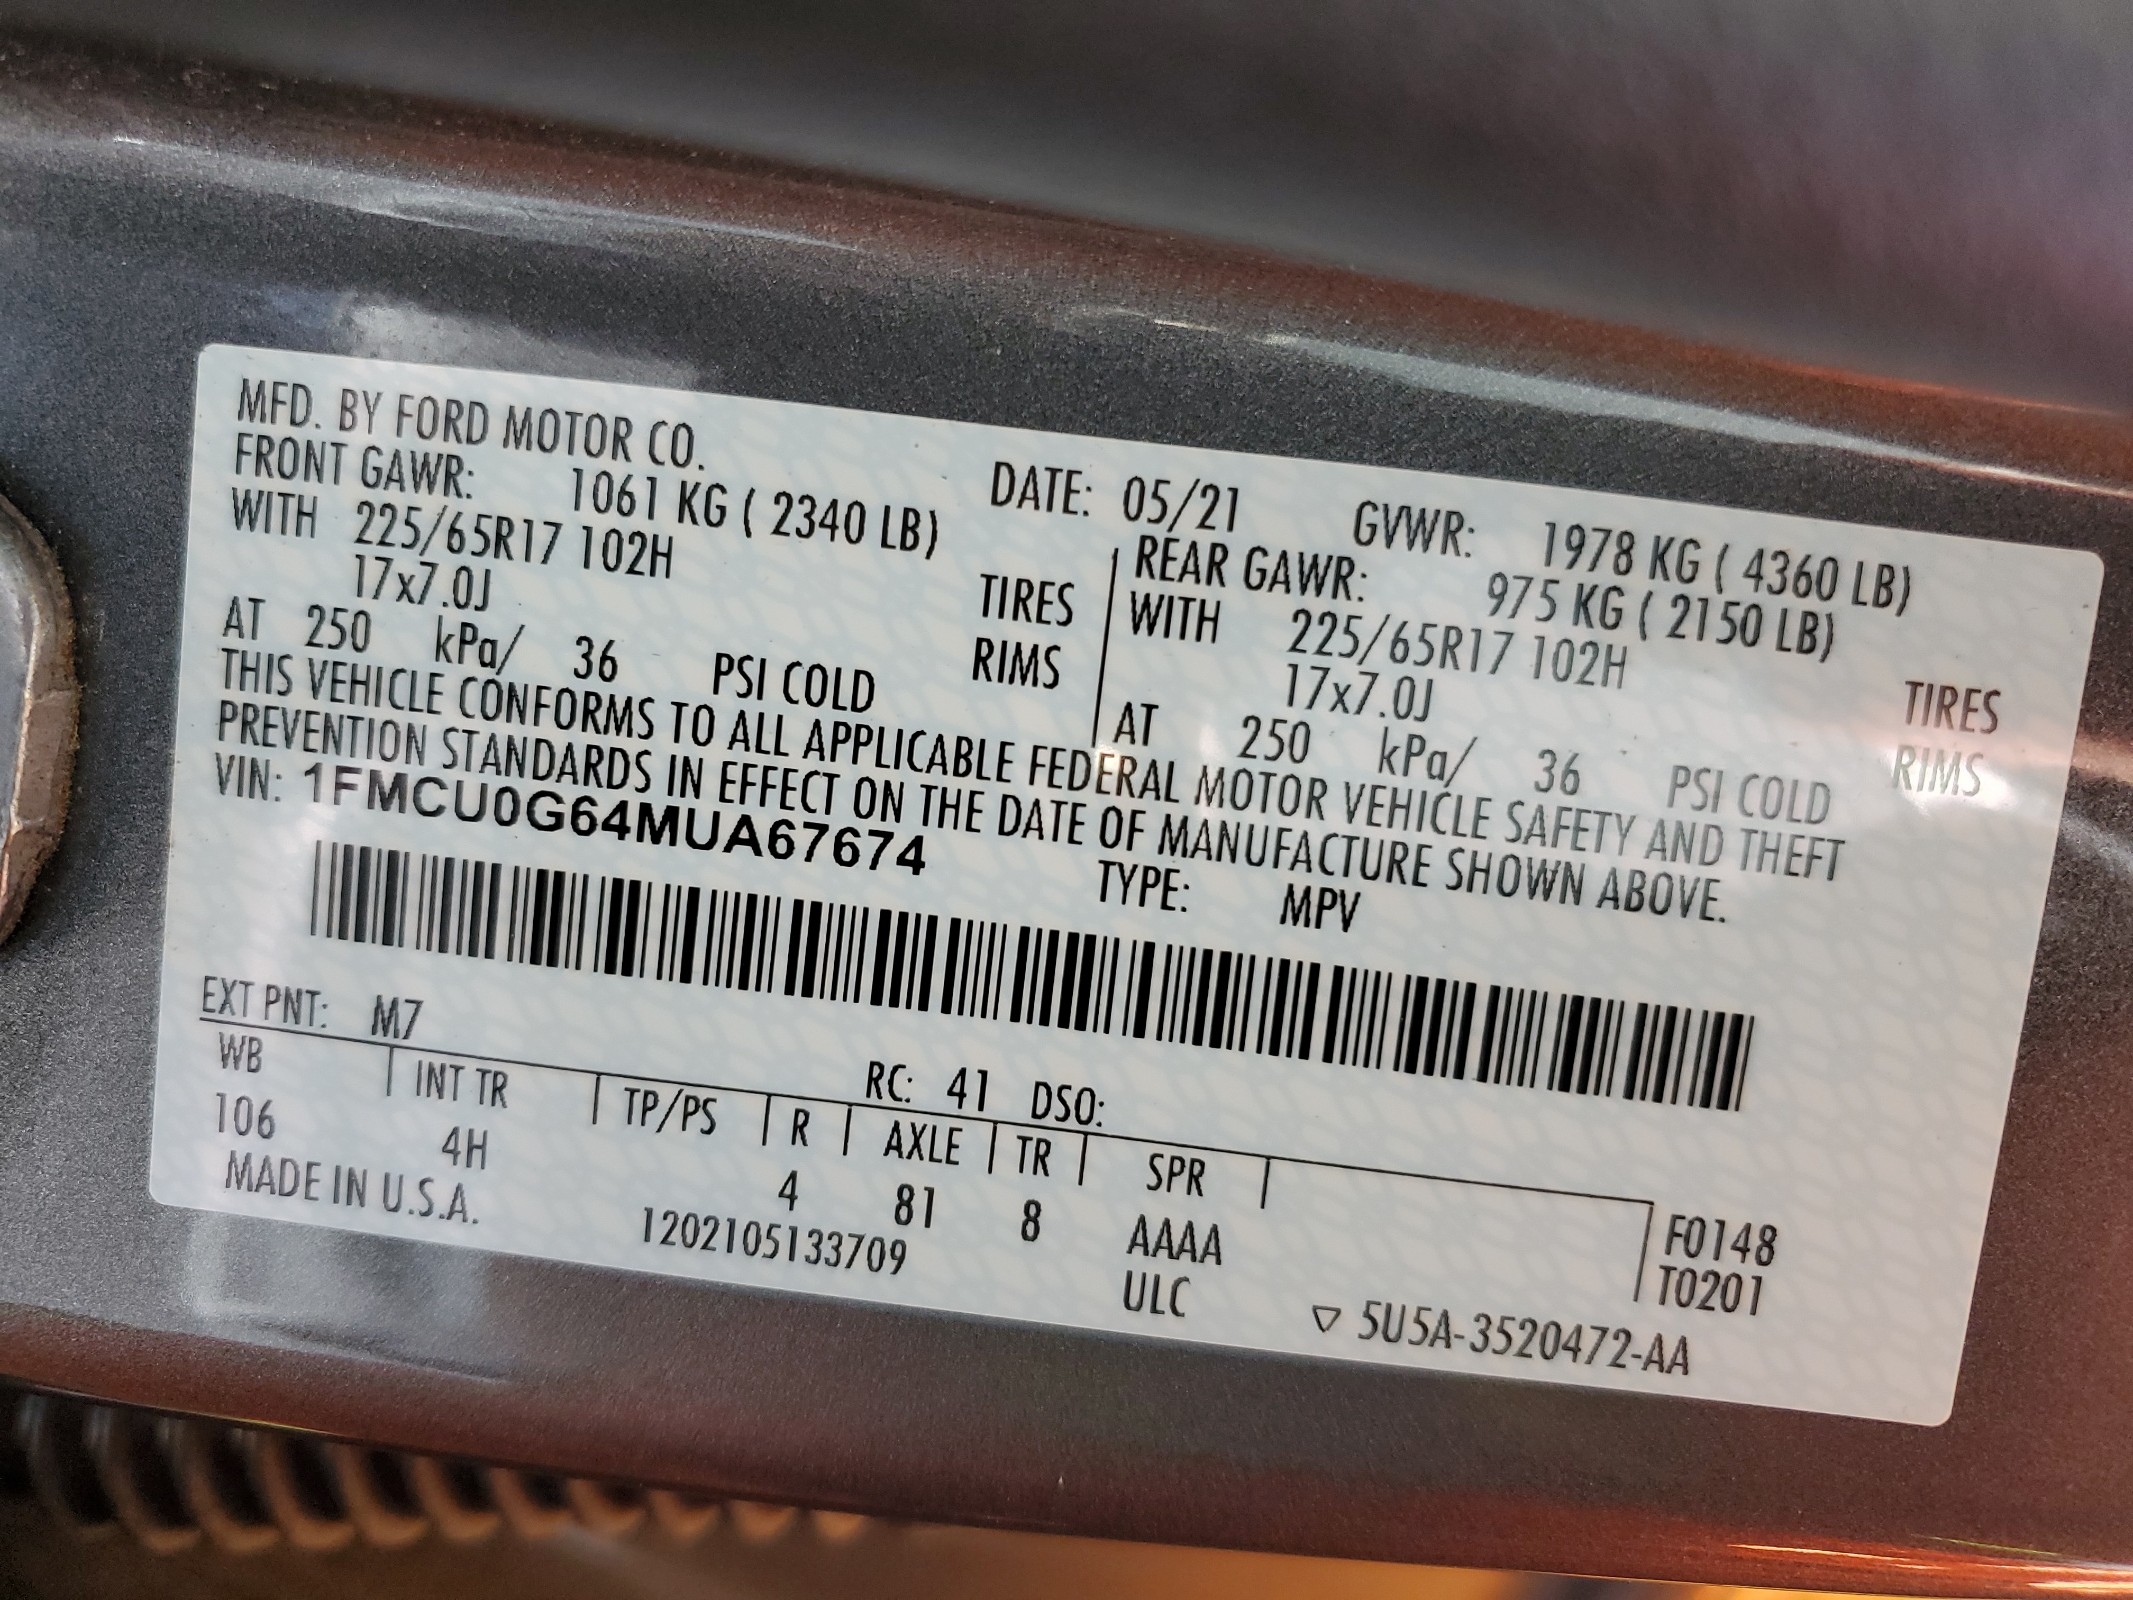 MFD. BY FORD MOTOR CO. DATE: 05/21 GVWR: 1978 KG ( 4360 LB)
FRONT GAWR: 1061 KG ( 2340 LB) REAR GAWR: 975 KG ( 2150 LB)
WITH 225/65R17 102H TIRES WITH 225/65R17 102H TIRES
17x7.0J RIMS 17x7.0J RIMS
AT 250 kPa/ 36 PSI COLD AT 250 kPa/ 36 PSI COLD
THIS VEHICLE CONFORMS TO ALL APPLICABLE FEDERAL MOTOR VEHICLE SAFETY AND THEFT
PREVENTION STANDARDS IN EFFECT ON THE DATE OF MANUFACTURE SHOWN ABOVE.
VIN: 1FMCU0G64MUA67674 TYPE: MPV
EXT PNT: M7 RC: 41 DSO:
WB INT TR TP/PS R AXLE TR SPR
106 4H 4 81 8 AAAA F0148
MADE IN U.S.A. 1202105133709 ULC T0201
▽ 5U5A-3520472-AA